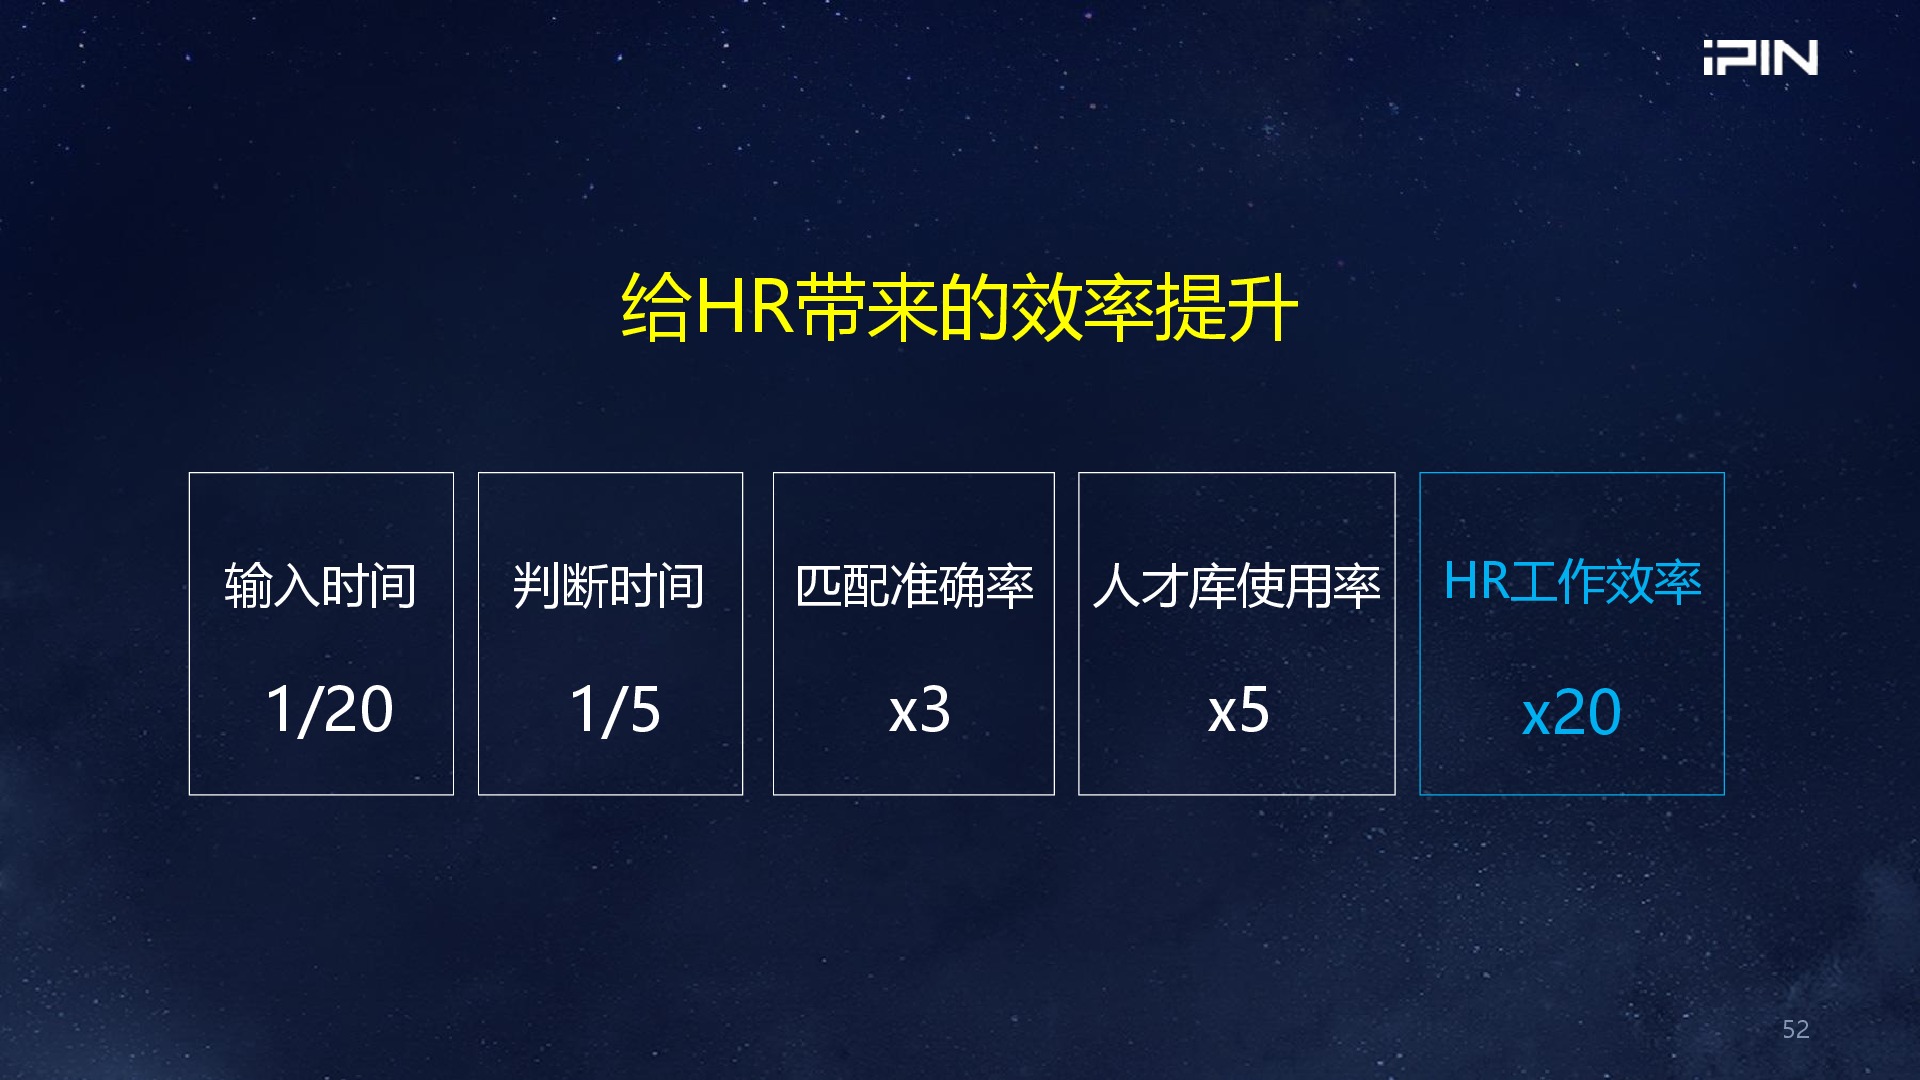 iPIN
给HR带来的效率提升
输入时间
1/20
判断时间
1/5
匹配准确率
x3
人才库使用率
x5
HR工作效率
x20
52